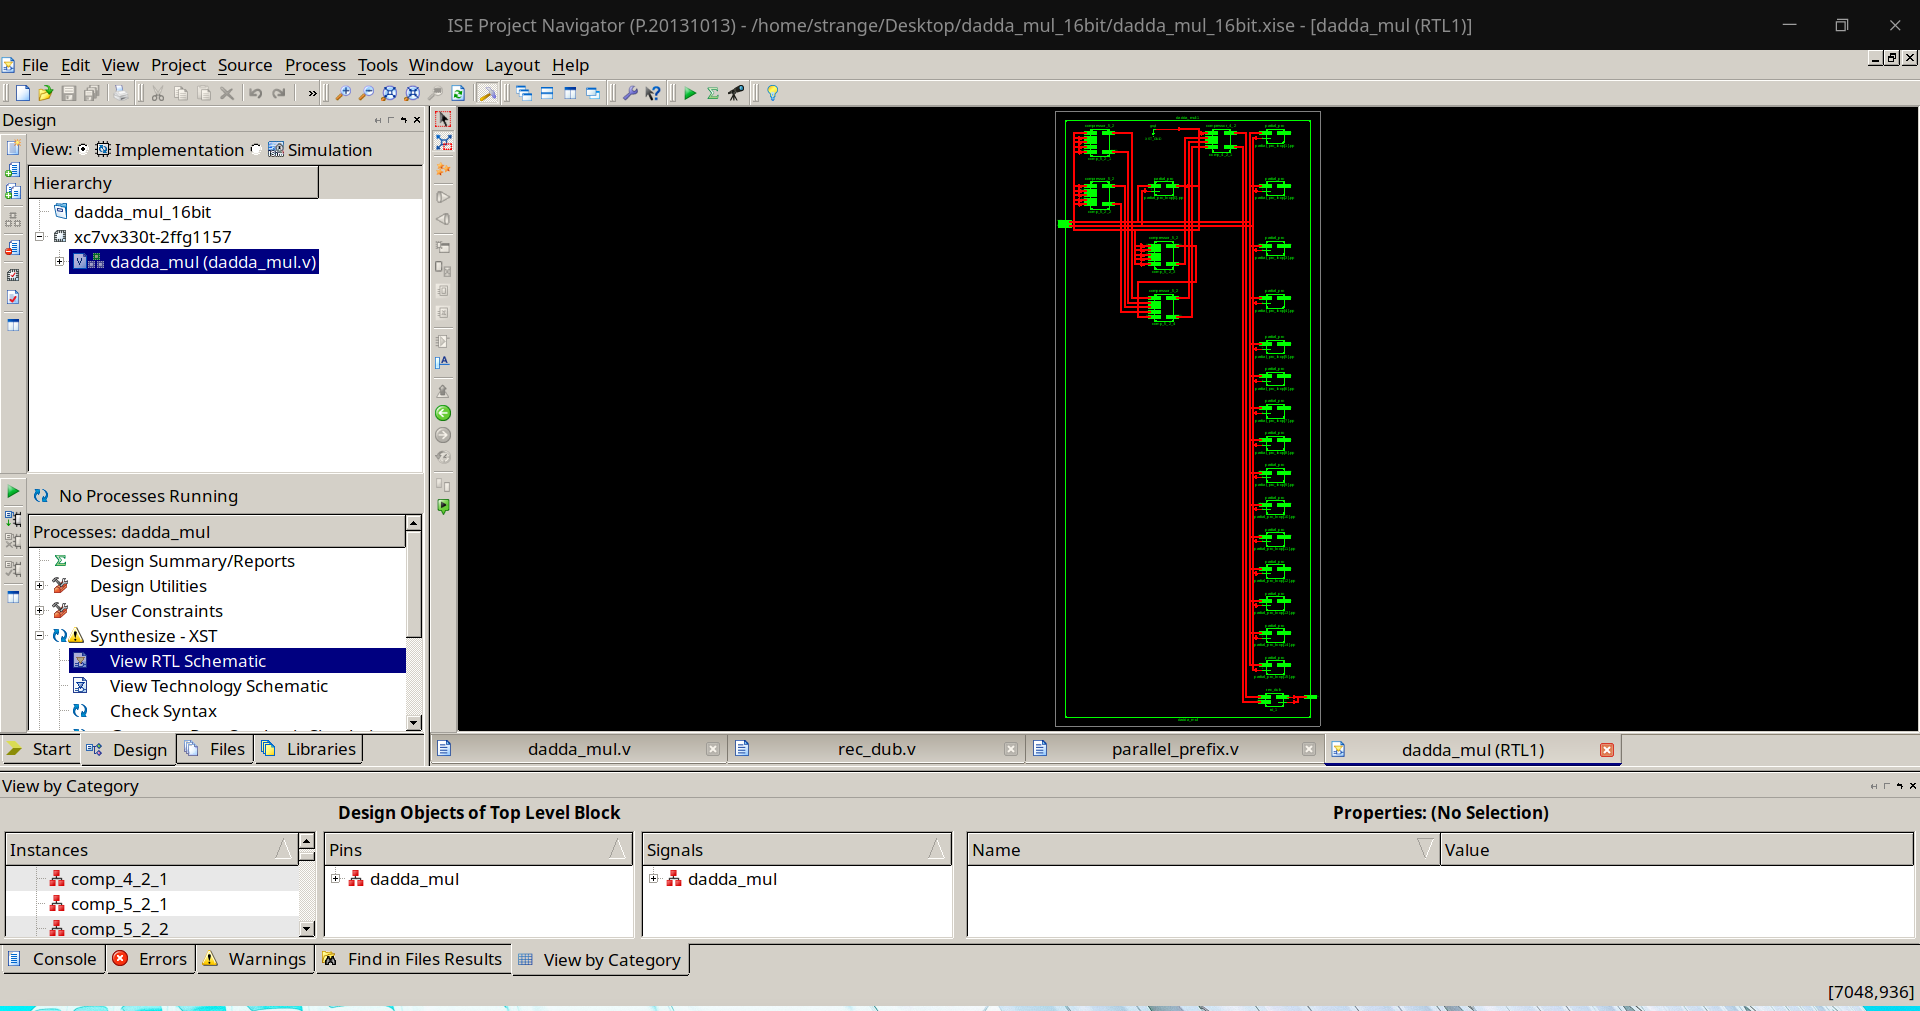 ISE Project Navigator (P.20131013) - /home/strange/Desktop/dadda_mul_16bit/dadda_mul_16bit.xise - [dadda_mul (RTL1)]
File Edit View Project Source Process Tools Window Layout Help
»
Design
View: Implementation Simulation
Hierarchy
dadda_mul_16bit
xc7vx330t-2ffg1157
dadda_mul (dadda_mul.v)
No Processes Running
Processes: dadda_mul
Design Summary/Reports
Design Utilities
User Constraints
Synthesize - XST
View RTL Schematic
View Technology Schematic
Check Syntax
Start Design Files Libraries
dadda_mul.v rec_dub.v parallel_prefix.v dadda_mul (RTL1)
View by Category
Design Objects of Top Level Block
Properties: (No Selection)
Instances Pins Signals Name Value
comp_4_2_1 dadda_mul dadda_mul
comp_5_2_1
comp_5_2_2
Console Errors Warnings Find in Files Results View by Category
[7048,936]